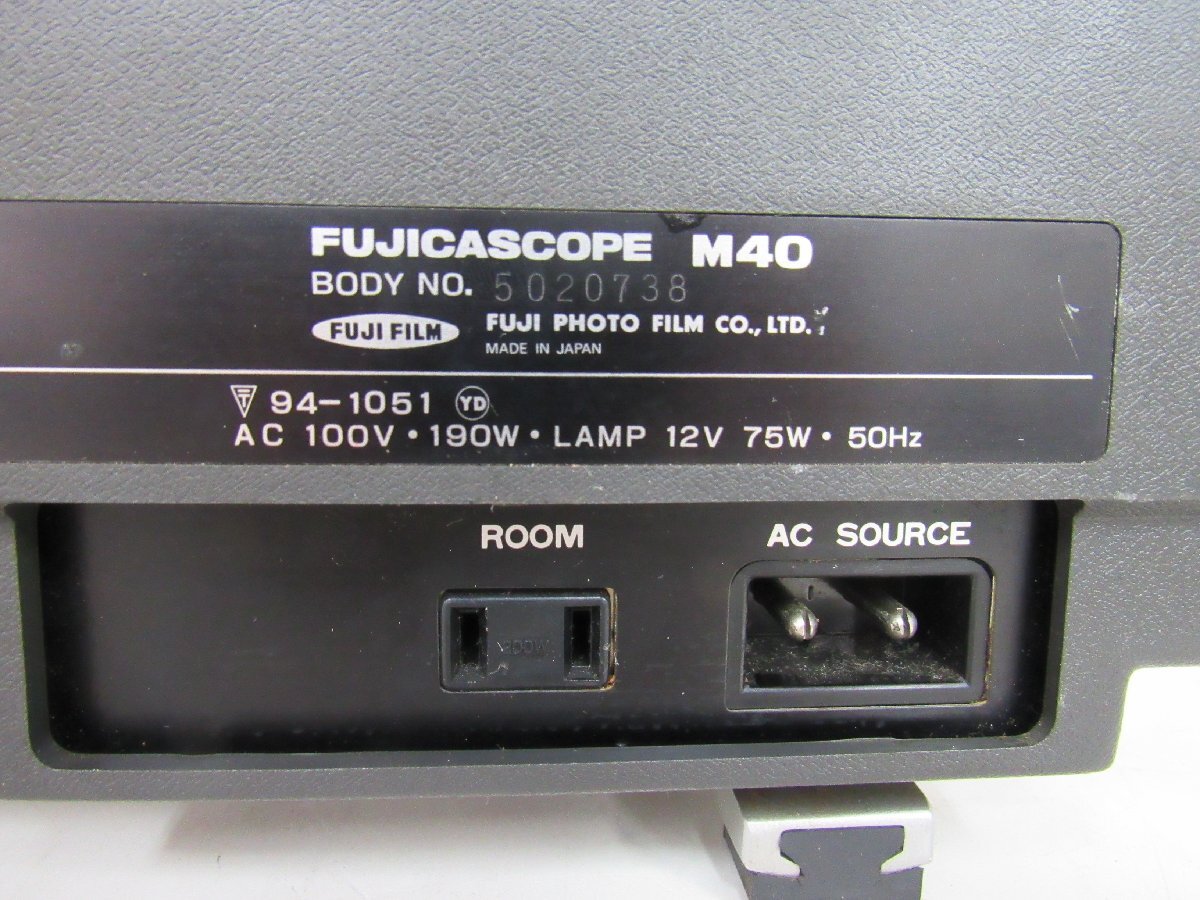 FUJICASCOPE M40
BODY NO. 5020738
FUJI FILM FUJI PHOTO FILM CO., LTD.
MADE IN JAPAN
94-1051 YD
AC 100V・190W・LAMP 12V 75W・50Hz
ROOM AC SOURCE